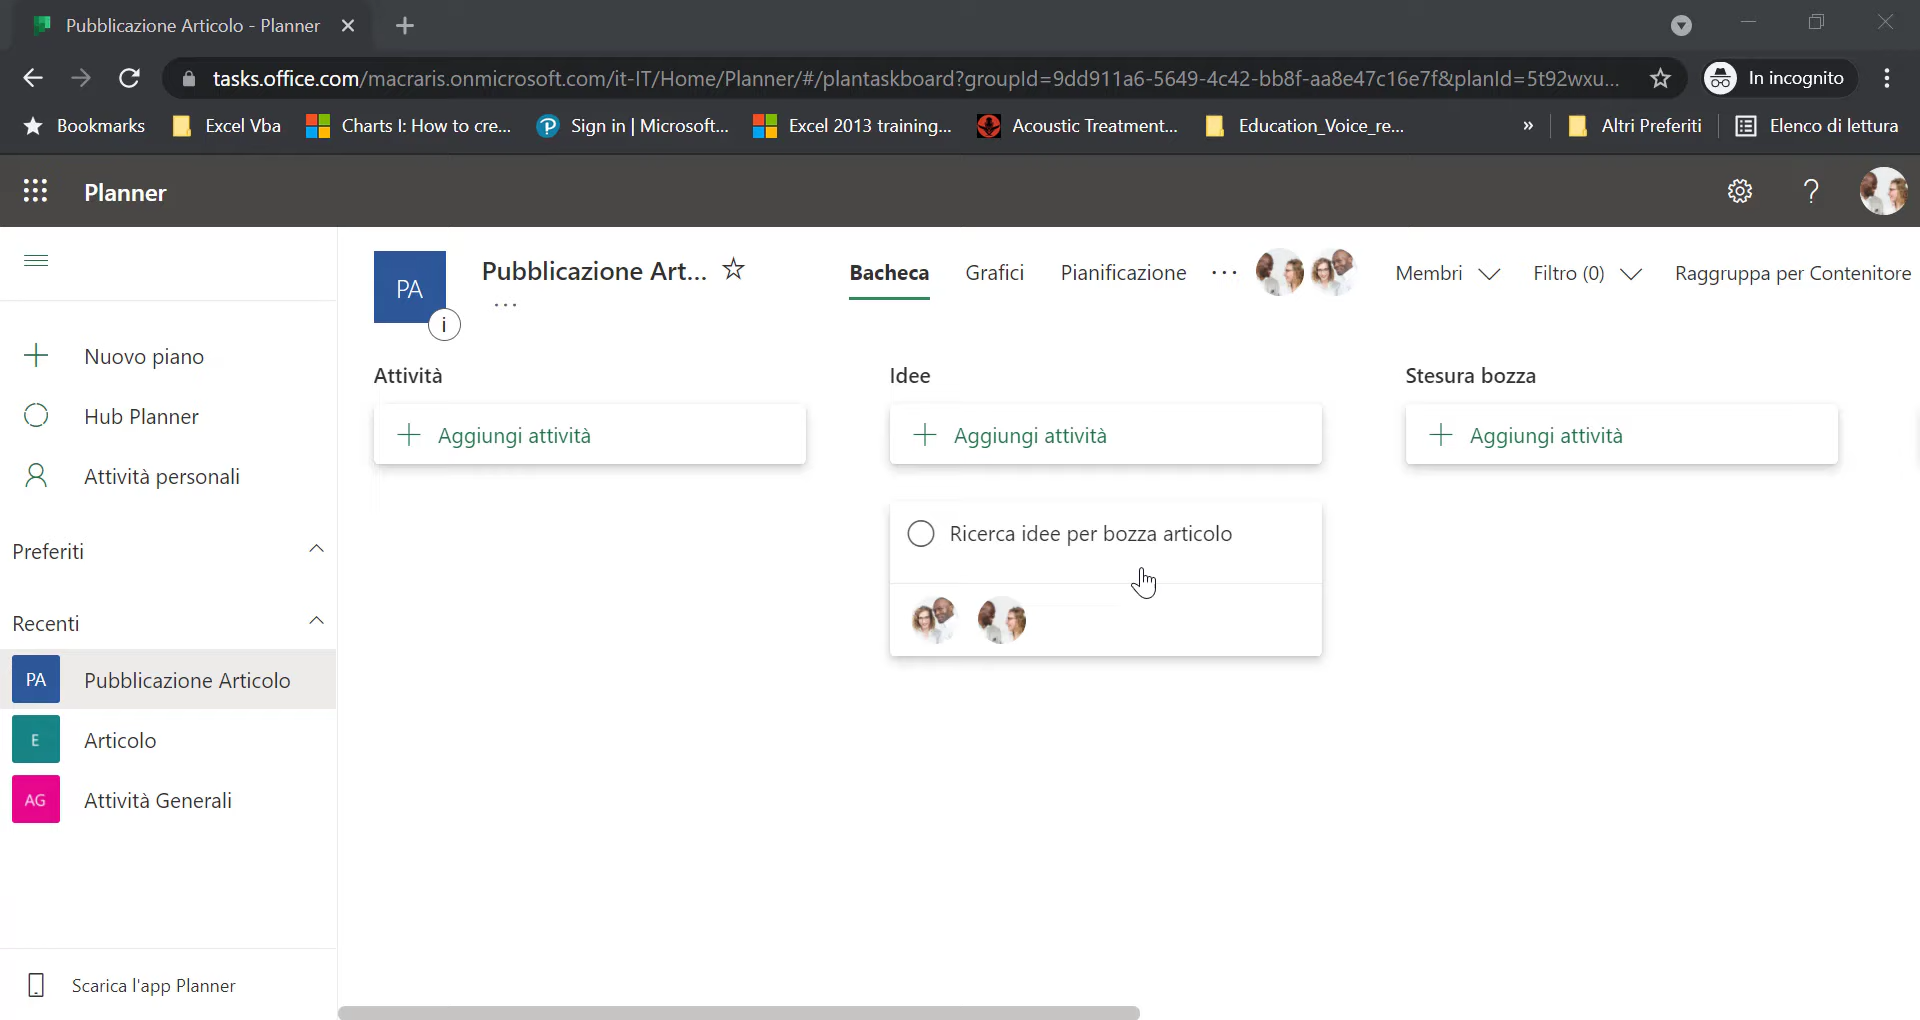 Pubblicazione Articolo - Planner
tasks.office.com/macraris.onmicrosoft.com/it-IT/Home/Planner/#/plantaskboard?groupId=9dd911a6-5649-4c42-bb8f-aa8e47c16e7f&planId=5t92wxu...
In incognito
Bookmarks
Excel Vba
Charts I: How to cre...
Sign in | Microsoft...
Excel 2013 training...
Acoustic Treatment...
Education_Voice_re...
»
Altri Preferiti
Elenco di lettura
Planner
?
PA
i
Pubblicazione Art...
...
Bacheca
Grafici
Pianificazione
...
Membri
Filtro (0)
Raggruppa per Contenitore
Nuovo piano
Hub Planner
Attività personali
Preferiti
Recenti
PA Pubblicazione Articolo
E Articolo
AG Attività Generali
Scarica l'app Planner
Attività
Aggiungi attività
Idee
Aggiungi attività
Ricerca idee per bozza articolo
Stesura bozza
Aggiungi attività